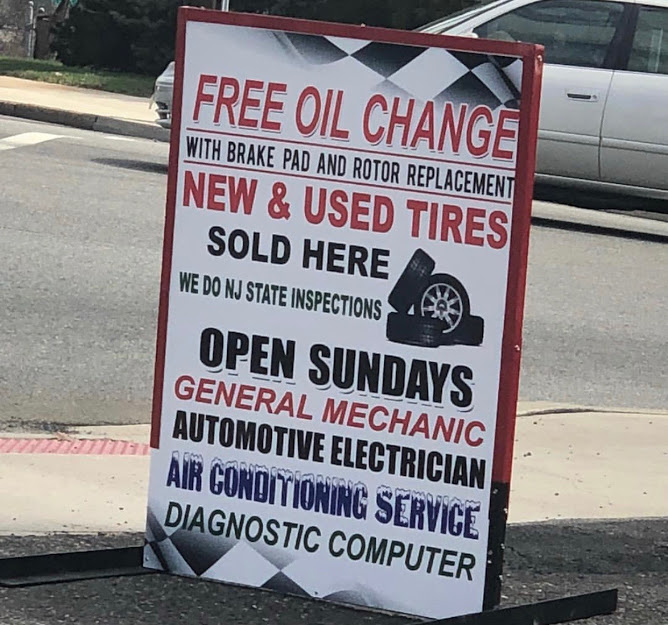 FREE OIL CHANGE
WITH BRAKE PAD AND ROTOR REPLACEMENT
NEW & USED TIRES
SOLD HERE
WE DO NJ STATE INSPECTIONS
OPEN SUNDAYS
GENERAL MECHANIC
AUTOMOTIVE ELECTRICIAN
AIR CONDITIONING SERVICE
DIAGNOSTIC COMPUTER